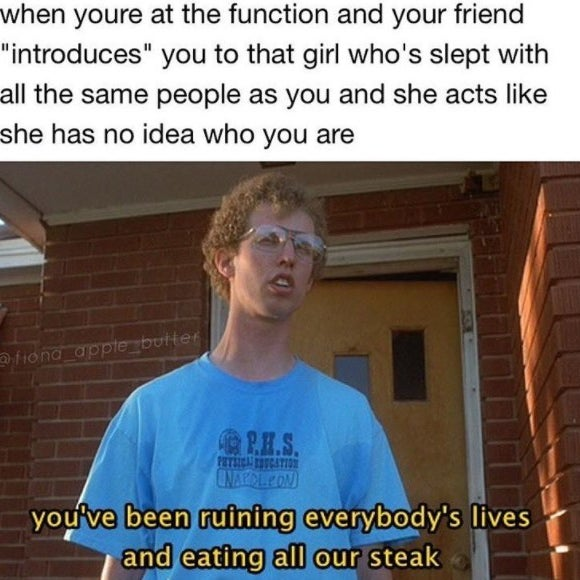 when youre at the function and your friend
"introduces" you to that girl who's slept with
all the same people as you and she acts like
she has no idea who you are
@fiona_apple_butter
P.H.S.
PHYSICAL EDUCATION
NAPOLEON
you've been ruining everybody's lives
and eating all our steak